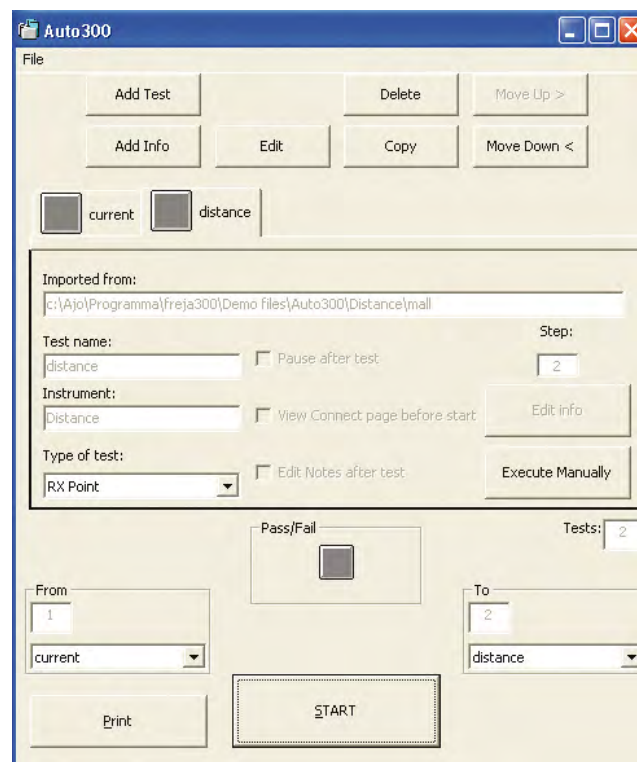 Auto300
File
Add Test Delete Move Up >
Add Info Edit Copy Move Down <
current distance
Imported from:
c:\Ajo\Programma\freja300\Demo files\Auto300\Distance\mall
Test name: Step:
distance Pause after test 2
Instrument:
Distance View Connect page before start Edit info
Type of test:
RX Point Edit Notes after test Execute Manually
Pass/Fail Tests: 2
From To
1 2
current distance
Print START